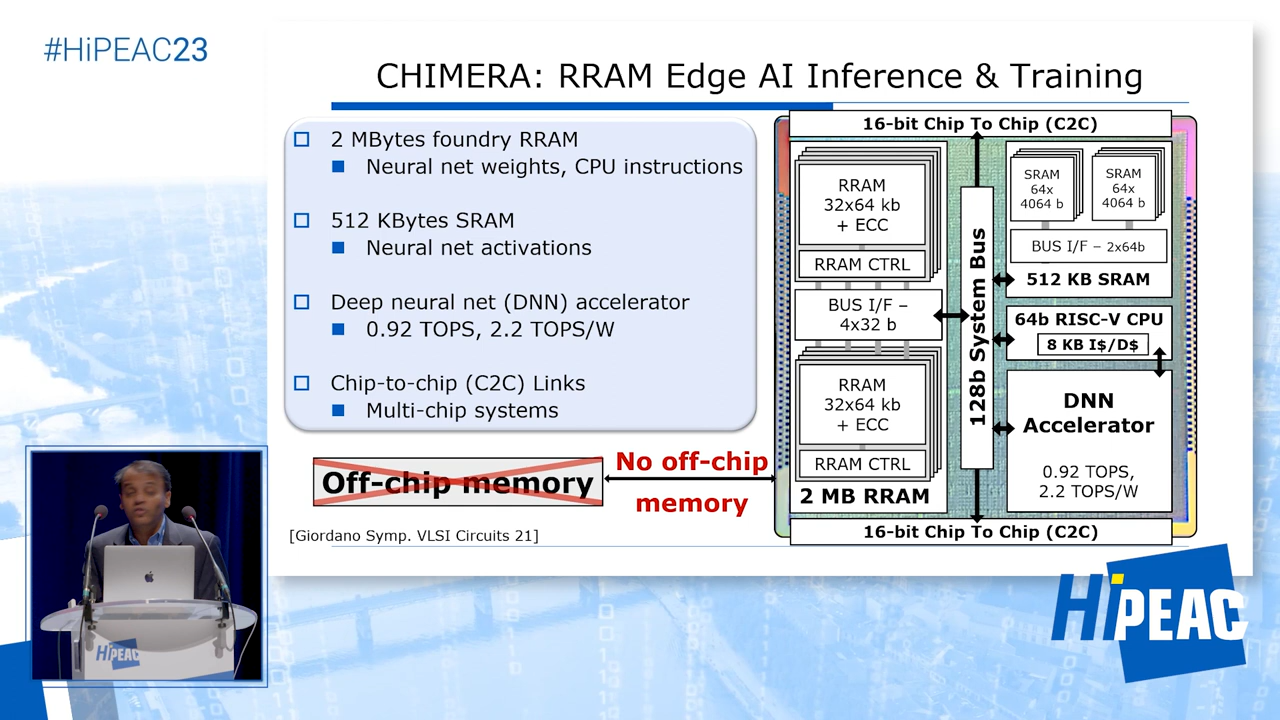 #HiPEAC23
CHIMERA: RRAM Edge AI Inference & Training
2 MBytes foundry RRAM
Neural net weights, CPU instructions
512 KBytes SRAM
Neural net activations
Deep neural net (DNN) accelerator
0.92 TOPS, 2.2 TOPS/W
Chip-to-chip (C2C) Links
Multi-chip systems
Off-chip memory
No off-chip
memory
[Giordano Symp. VLSI Circuits 21]
16-bit Chip To Chip (C2C)
RRAM
32x64 kb
+ ECC
RRAM CTRL
BUS I/F –
4x32 b
RRAM
32x64 kb
+ ECC
RRAM CTRL
2 MB RRAM
128b System Bus
SRAM
64x
4064 b
SRAM
64x
4064 b
BUS I/F – 2x64b
512 KB SRAM
64b RISC-V CPU
8 KB I$/D$
DNN
Accelerator
0.92 TOPS,
2.2 TOPS/W
16-bit Chip To Chip (C2C)
HiPEAC
HiPEAC